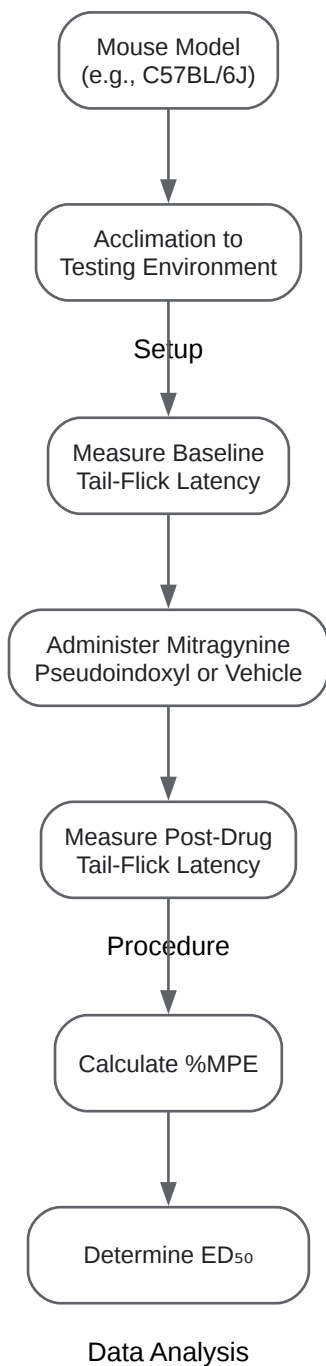 Mouse Model
(e.g., C57BL/6J)
Acclimation to
Testing Environment
Setup
Measure Baseline
Tail-Flick Latency
Administer Mitragynine
Pseudoindoxyl or Vehicle
Measure Post-Drug
Tail-Flick Latency
Procedure
Calculate %MPE
Determine ED₅₀
Data Analysis